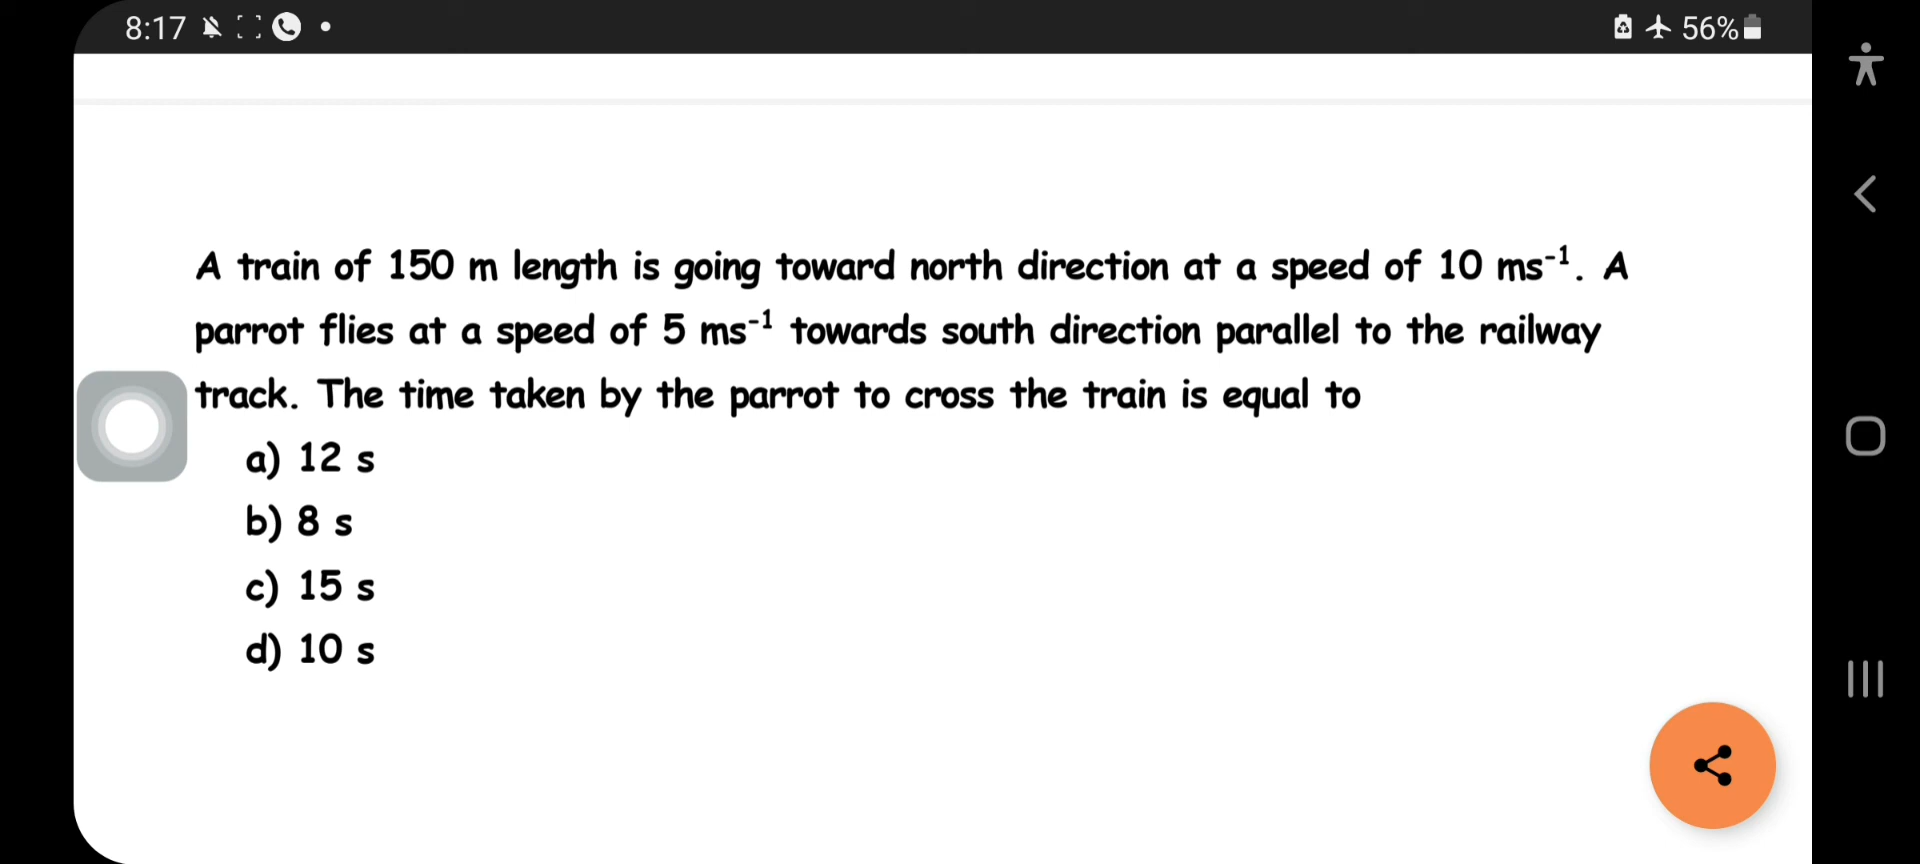 8:17
56%
A train of 150 m length is going toward north direction at a speed of 10 ms⁻¹. A
parrot flies at a speed of 5 ms⁻¹ towards south direction parallel to the railway
track. The time taken by the parrot to cross the train is equal to
a) 12 s
b) 8 s
c) 15 s
d) 10 s